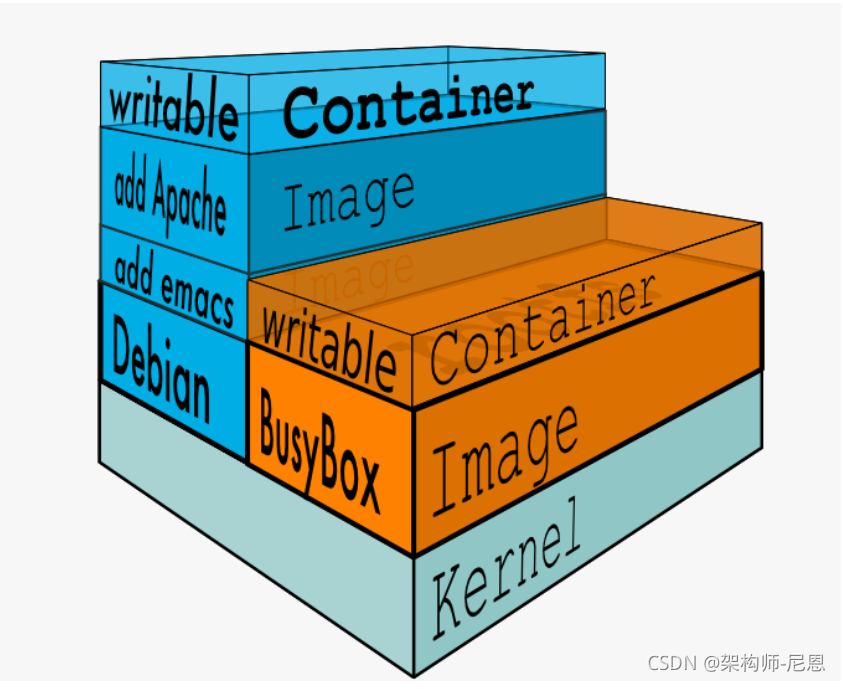 writable Container
add Apache Image
add emacs Image
writable Container
Debian
BusyBox Image
Kernel
CSDN @架构师-尼恩